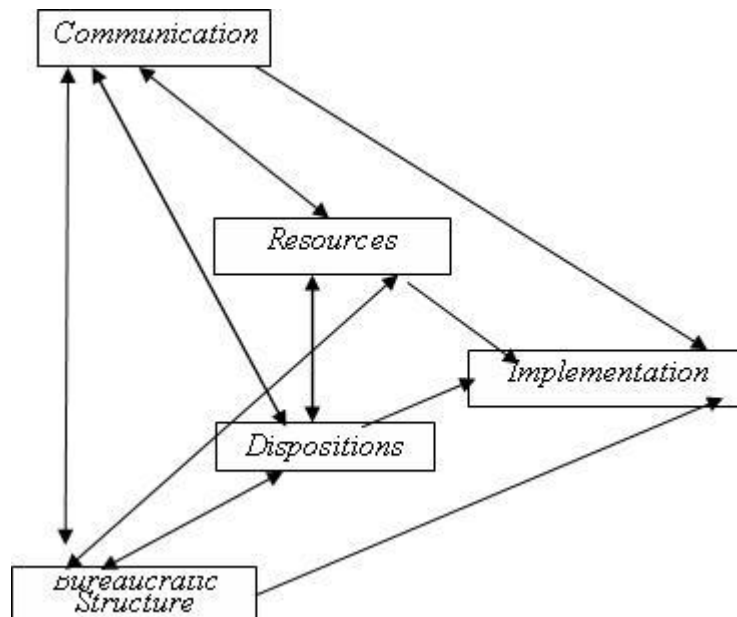 Communication
Resources
Implementation
Dispositions
Bureaucratic
Structure